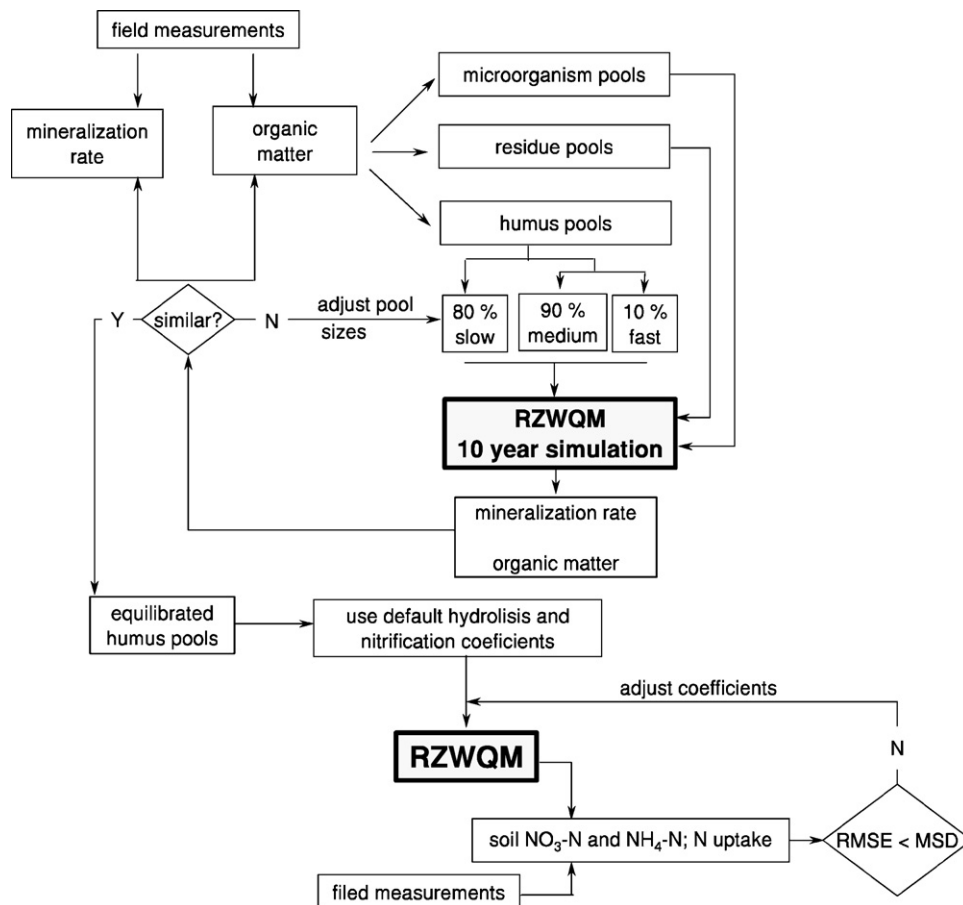 field measurements
microorganism pools
mineralization
rate
organic
matter
residue pools
humus pools
Y
similar?
N
adjust pool
sizes
80 %
slow
90 %
medium
10 %
fast
RZWQM
10 year simulation
mineralization rate
organic matter
equilibrated
humus pools
use default hydrolisis and
nitrification coeficients
adjust coefficients
N
RZWQM
soil NO₃-N and NH₄-N; N uptake
RMSE < MSD
filed measurements